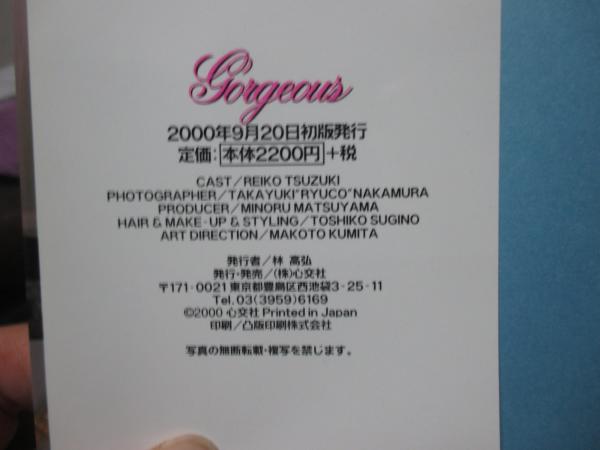 Gorgeous
2000年9月20日初版発行
定価:本体2200円+税
CAST/REIKO TSUZUKI
PHOTOGRAPHER/TAKAYUKI"RYUCO"NAKAMURA
PRODUCER/MINORU MATSUYAMA
HAIR & MAKE-UP & STYLING/TOSHIKO SUGINO
ART DIRECTION/MAKOTO KUMITA
発行者/林 高弘
発行・発売/(株)心交社
〒171-0021 東京都豊島区西池袋3-25-11
Tel.03(3959)6169
©2000 心交社 Printed in Japan
印刷/凸版印刷株式会社
写真の無断転載・複写を禁じます。